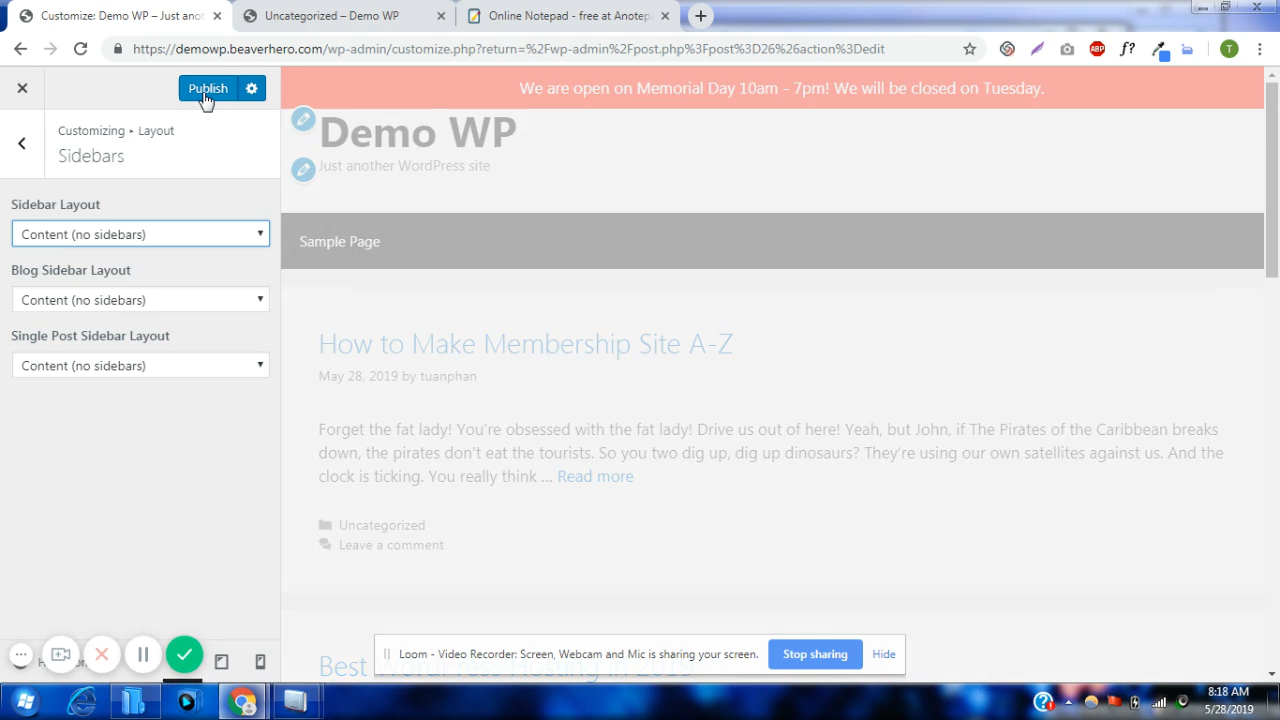 Customize: Demo WP – Just anot
Uncategorized – Demo WP
Online Notepad - free at Anotep
https://demowp.beaverhero.com/wp-admin/customize.php?return=%2Fwp-admin%2Fpost.php%3Fpost%3D26%26action%3Dedit
ABP
f?
T
Publish
Customizing ▸ Layout
Sidebars
Sidebar Layout
Content (no sidebars)
Blog Sidebar Layout
Content (no sidebars)
Single Post Sidebar Layout
Content (no sidebars)
We are open on Memorial Day 10am - 7pm! We will be closed on Tuesday.
Demo WP
Just another WordPress site
Sample Page
How to Make Membership Site A-Z
May 28, 2019 by tuanphan
Forget the fat lady! You're obsessed with the fat lady! Drive us out of here! Yeah, but John, if The Pirates of the Caribbean breaks
down, the pirates don't eat the tourists. So you two dig up, dig up dinosaurs? They're using our own satellites against us. And the
clock is ticking. You really think ... Read more
Uncategorized
Leave a comment
Loom - Video Recorder: Screen, Webcam and Mic is sharing your screen.
Stop sharing
Hide
Best WordPress Hosting in 2019
8:18 AM
5/28/2019